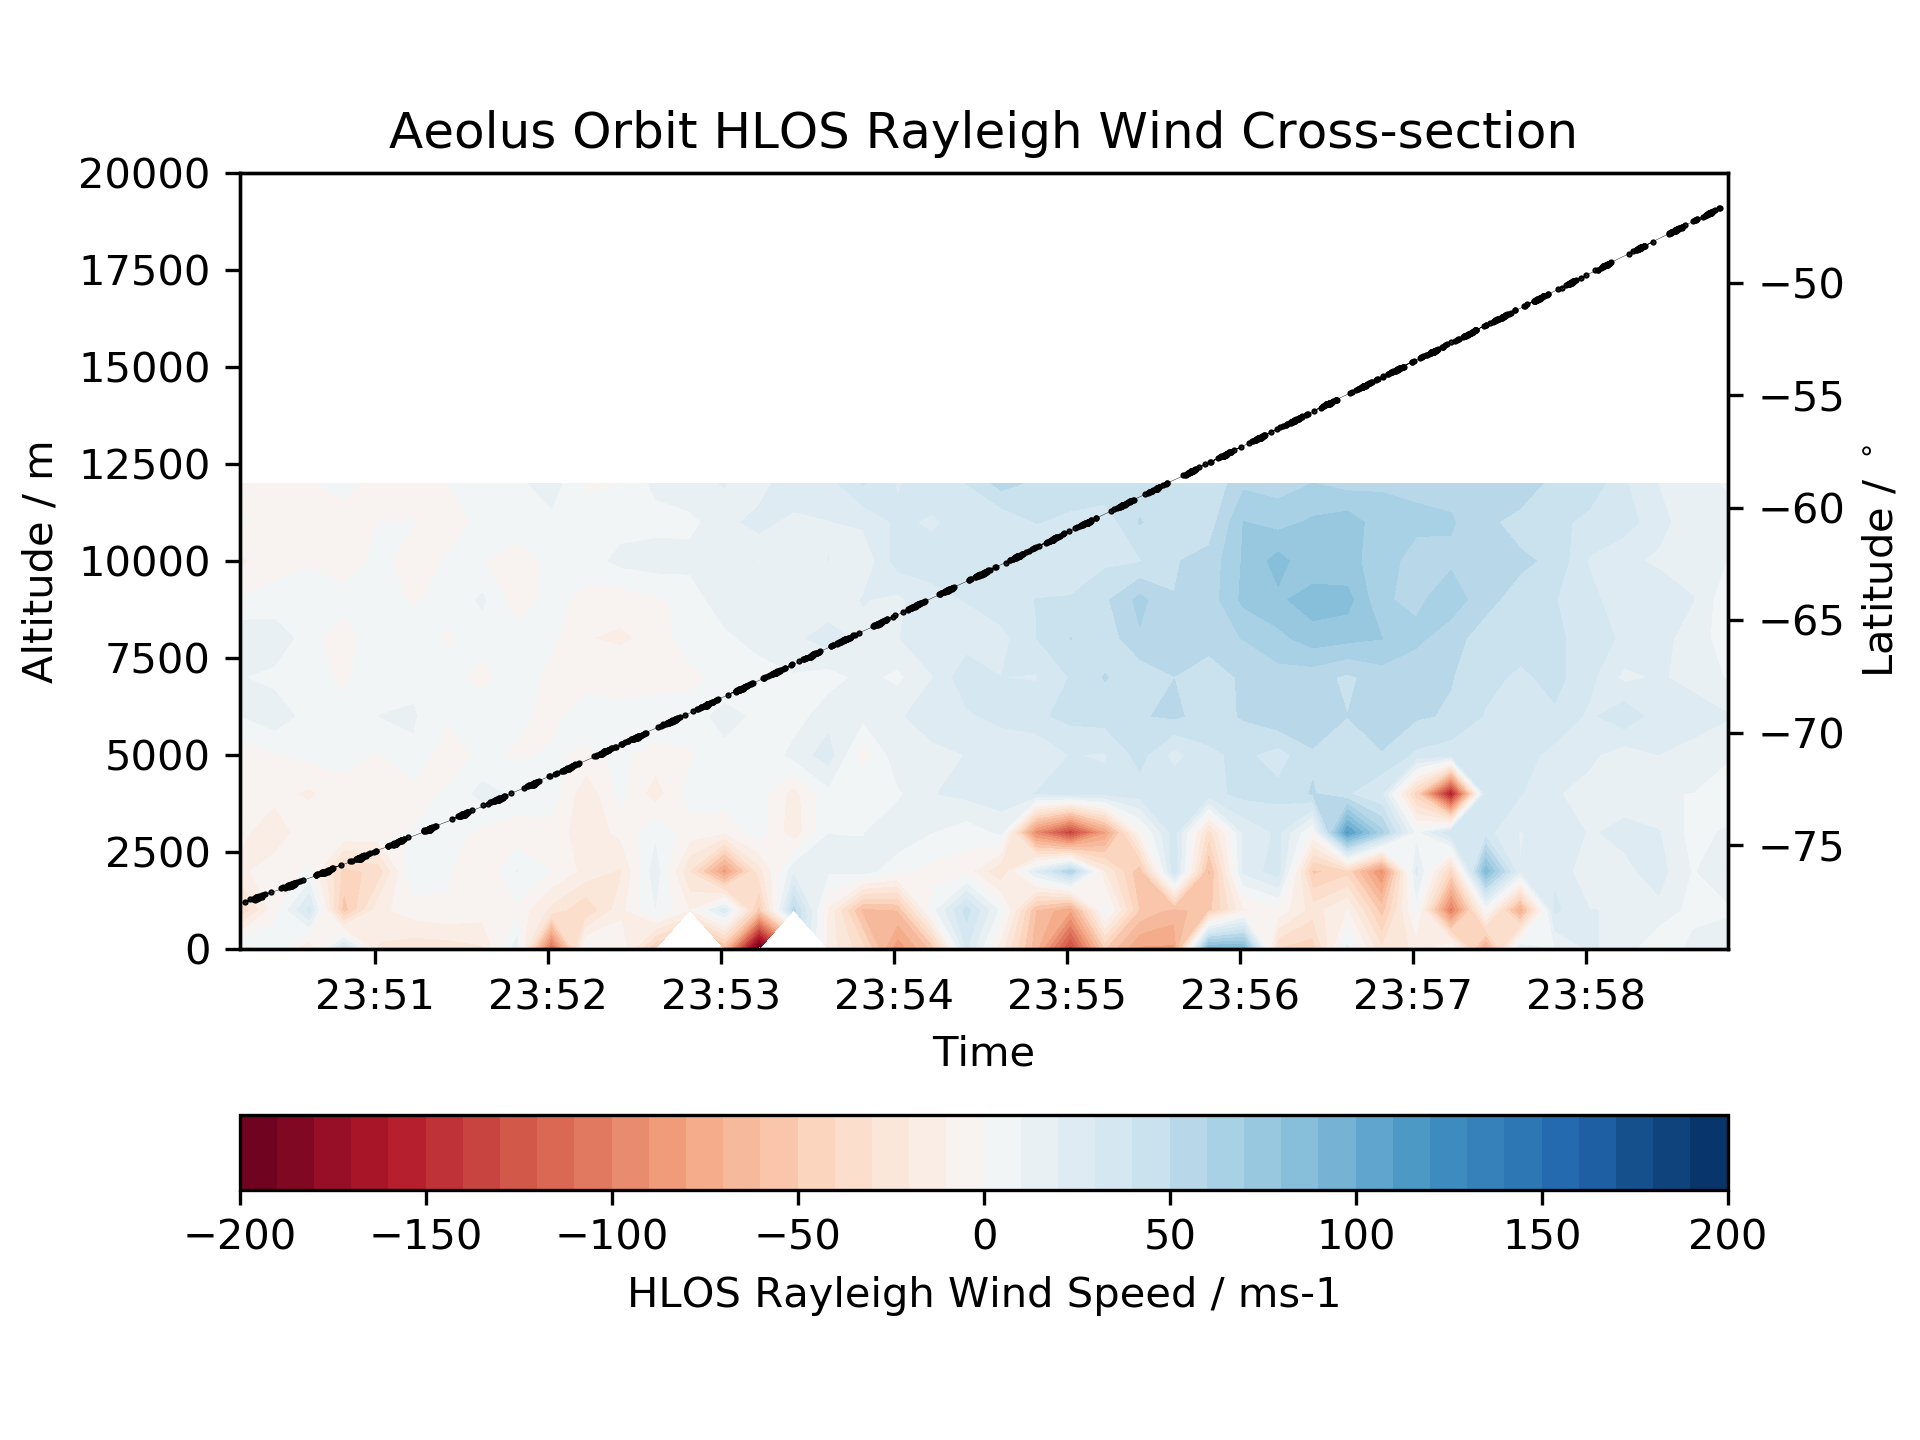 Aeolus Orbit HLOS Rayleigh Wind Cross-section
20000
17500
15000
12500
10000
7500
5000
2500
0
Altitude / m
−50
−55
−60
−65
−70
−75
Latitude / °
23:51 23:52 23:53 23:54 23:55 23:56 23:57 23:58
Time
−200 −150 −100 −50 0 50 100 150 200
HLOS Rayleigh Wind Speed / ms-1